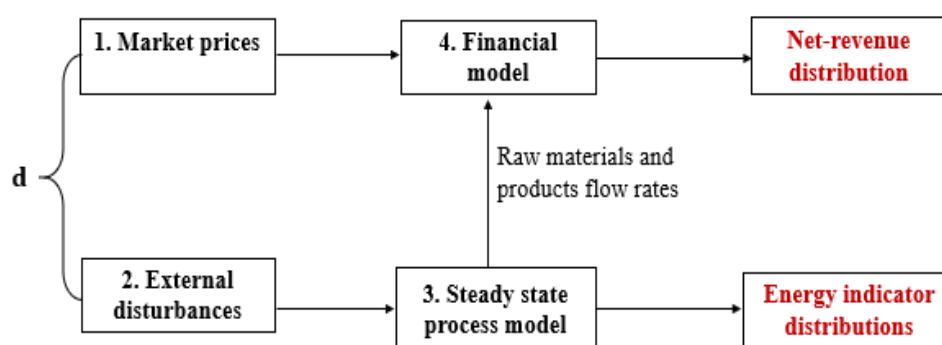 1. Market prices
4. Financial
model
Net-revenue
distribution
Raw materials and
products flow rates
d
2. External
disturbances
3. Steady state
process model
Energy indicator
distributions